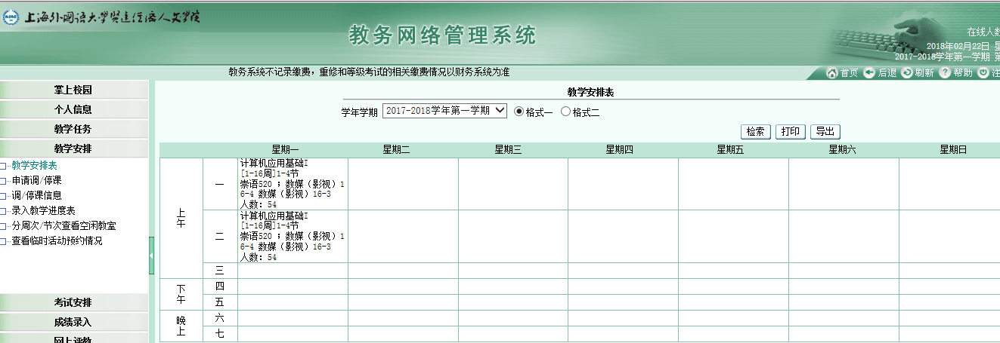 上海外国语大学贤达经济人文学院
教务网络管理系统
在线人数
2018年02月22日 星
2017-2018学年第一学期 第
教务系统不记录缴费，重修和等级考试的相关缴费情况以财务系统为准
首页 后退 刷新 帮助 注
掌上校园
个人信息
教学任务
教学安排
教学安排表
申请调/停课
调/停课信息
录入教学进度表
分周次/节次查看空闲教室
查看临时活动预约情况
考试安排
成绩录入
网上评教
教学安排表
学年学期 2017-2018学年第一学期 格式一 格式二
检索 打印 导出
星期一 星期二 星期三 星期四 星期五 星期六 星期日
上午
一
计算机应用基础I
[1-16周]1-4节
崇语520 ；数媒（影视）1
6-4 数媒（影视）16-3
人数：54
二
计算机应用基础I
[1-16周]1-4节
崇语520 ；数媒（影视）1
6-4 数媒（影视）16-3
人数：54
三
下午
四
五
晚上
六
七